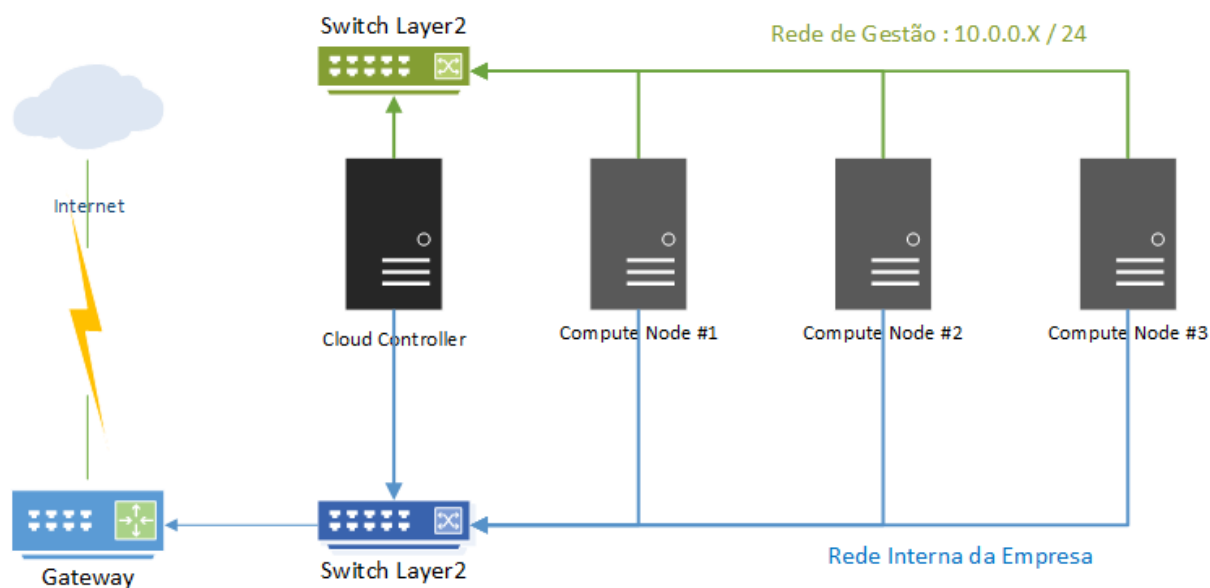 Switch Layer2
Rede de Gestão : 10.0.0.X / 24
Internet
Cloud Controller
Compute Node #1
Compute Node #2
Compute Node #3
Rede Interna da Empresa
Gateway
Switch Layer2